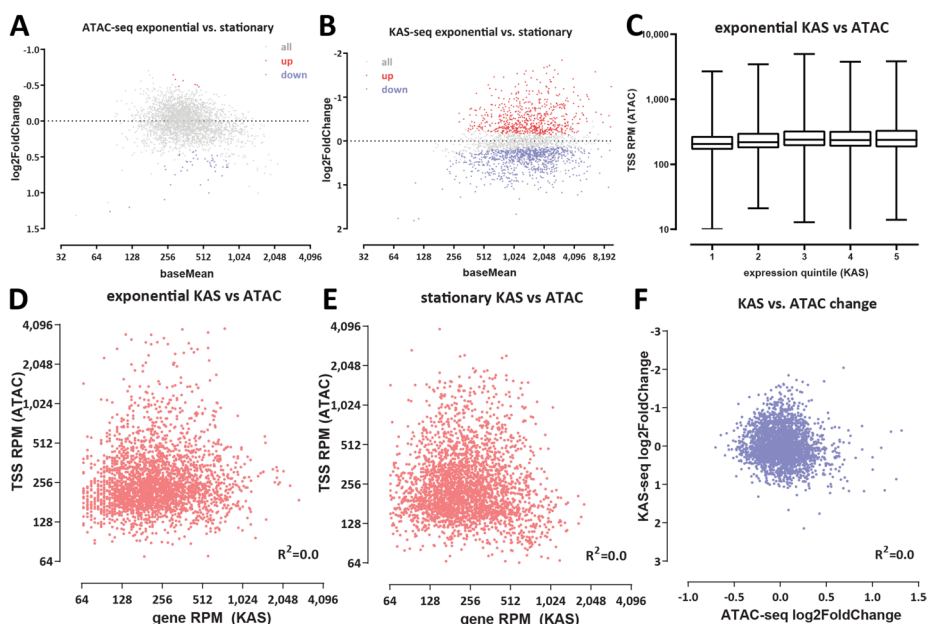 A
ATAC-seq exponential vs. stationary
all
up
down
log2FoldChange
-1.0
-0.5
0.0
0.5
1.0
1.5
32 64 128 256 512 1,024 2,048 4,096
baseMean
B
KAS-seq exponential vs. stationary
all
up
down
log2FoldChange
-2
-1
0
1
2
32 64 128 256 512 1,024 2,048 4,096 8,192
baseMean
C
exponential KAS vs ATAC
TSS RPM (ATAC)
10,000
1,000
100
10
1 2 3 4 5
expression quintile (KAS)
D
exponential KAS vs ATAC
TSS RPM (ATAC)
4,096
2,048
1,024
512
256
128
64
R²=0.0
64 128 256 512 1,024 2,048 4,096
gene RPM (KAS)
E
stationary KAS vs ATAC
TSS RPM (ATAC)
4,096
2,048
1,024
512
256
128
64
R²=0.0
64 128 256 512 1,024 2,048 4,096
gene RPM (KAS)
F
KAS vs. ATAC change
KAS-seq log2FoldChange
-3
-2
-1
0
1
2
3
R²=0.0
-1.0 -0.5 0.0 0.5 1.0 1.5
ATAC-seq log2FoldChange